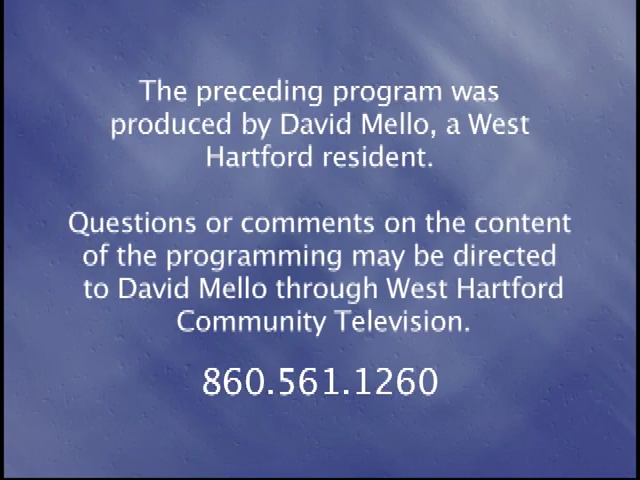 The preceding program was
produced by David Mello, a West
Hartford resident.
Questions or comments on the content
of the programming may be directed
to David Mello through West Hartford
Community Television.
860.561.1260